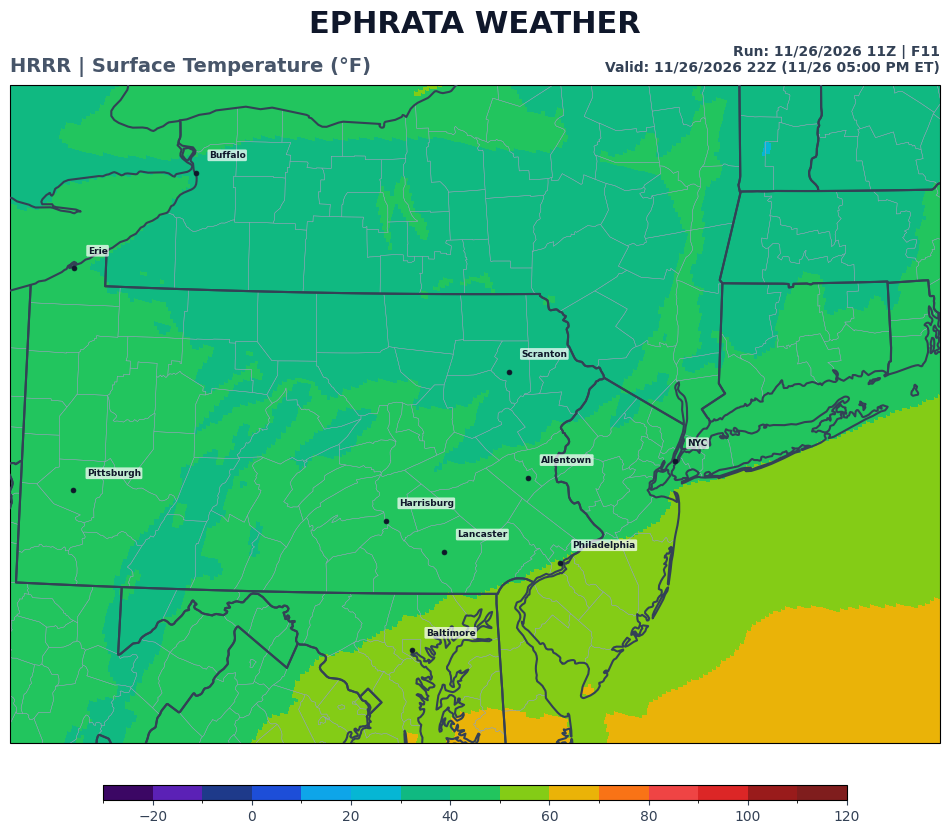 EPHRATA WEATHER
HRRR | Surface Temperature (°F)
Run: 11/26/2026 11Z | F11
Valid: 11/26/2026 22Z (11/26 05:00 PM ET)
Buffalo
Erie
Scranton
NYC
Allentown
Pittsburgh
Harrisburg
Lancaster
Philadelphia
Baltimore
−20 0 20 40 60 80 100 120